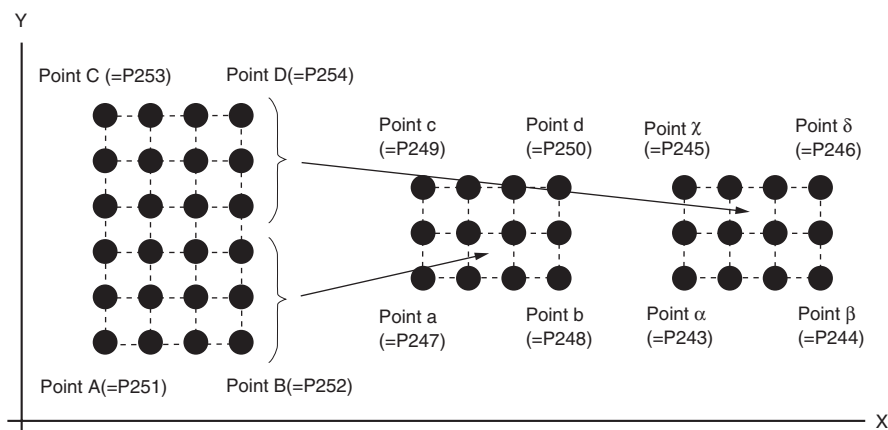 Y
Point C (=P253)
Point D(=P254)
Point c
(=P249)
Point d
(=P250)
Point χ
(=P245)
Point δ
(=P246)
Point a
(=P247)
Point b
(=P248)
Point α
(=P243)
Point β
(=P244)
Point A(=P251)
Point B(=P252)
X